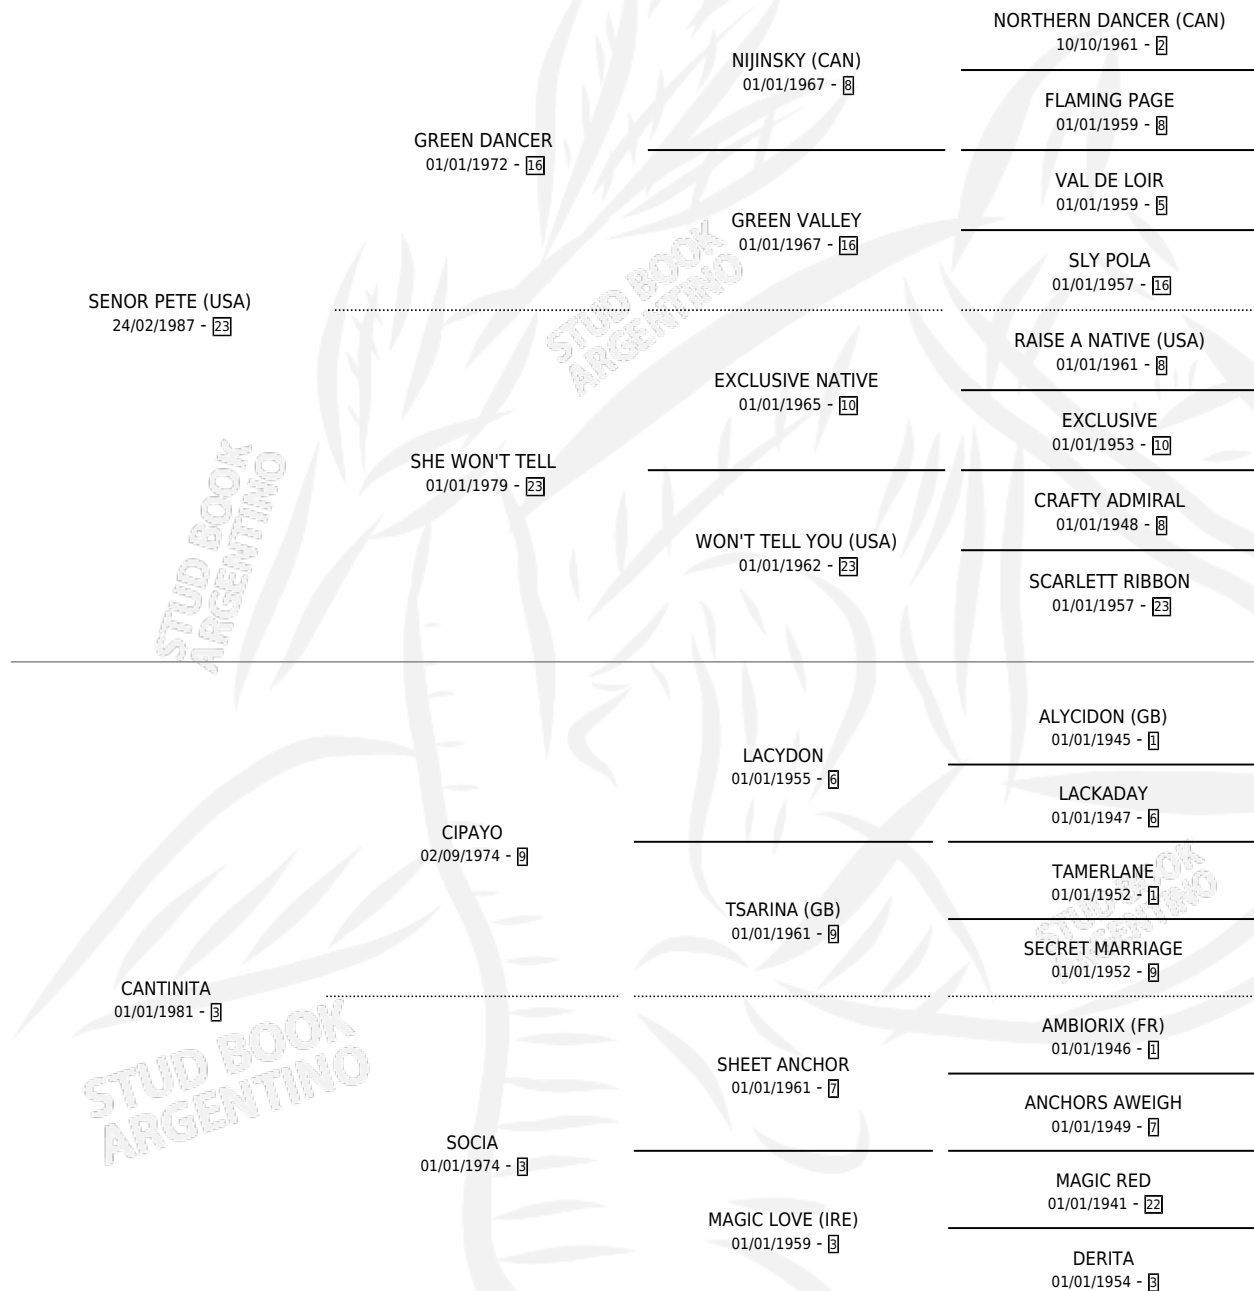 NORTHERN DANCER (CAN)
10/10/1961 - 2
NIJINSKY (CAN)
01/01/1967 - 8
FLAMING PAGE
01/01/1959 - 8
GREEN DANCER
01/01/1972 - 16
VAL DE LOIR
01/01/1959 - 5
GREEN VALLEY
01/01/1967 - 16
SLY POLA
01/01/1957 - 16
SENOR PETE (USA)
24/02/1987 - 23
RAISE A NATIVE (USA)
01/01/1961 - 8
EXCLUSIVE NATIVE
01/01/1965 - 10
EXCLUSIVE
01/01/1953 - 10
SHE WON'T TELL
01/01/1979 - 23
CRAFTY ADMIRAL
01/01/1948 - 8
WON'T TELL YOU (USA)
01/01/1962 - 23
SCARLETT RIBBON
01/01/1957 - 23
ALYCIDON (GB)
01/01/1945 - 1
LACYDON
01/01/1955 - 6
LACKADAY
01/01/1947 - 6
CIPAYO
02/09/1974 - 9
TAMERLANE
01/01/1952 - 1
TSARINA (GB)
01/01/1961 - 9
SECRET MARRIAGE
01/01/1952 - 9
CANTINITA
01/01/1981 - 3
AMBIORIX (FR)
01/01/1946 - 1
SHEET ANCHOR
01/01/1961 - 7
ANCHORS AWEIGH
01/01/1949 - 7
SOCIA
01/01/1974 - 3
MAGIC RED
01/01/1941 - 22
MAGIC LOVE (IRE)
01/01/1959 - 3
DERITA
01/01/1954 - 3
STUD BOOK
ARGENTINO
STUD BOOK
ARGENTINO
STUD BOOK
ARGENTINO
STUD BOOK
ARGENTINO